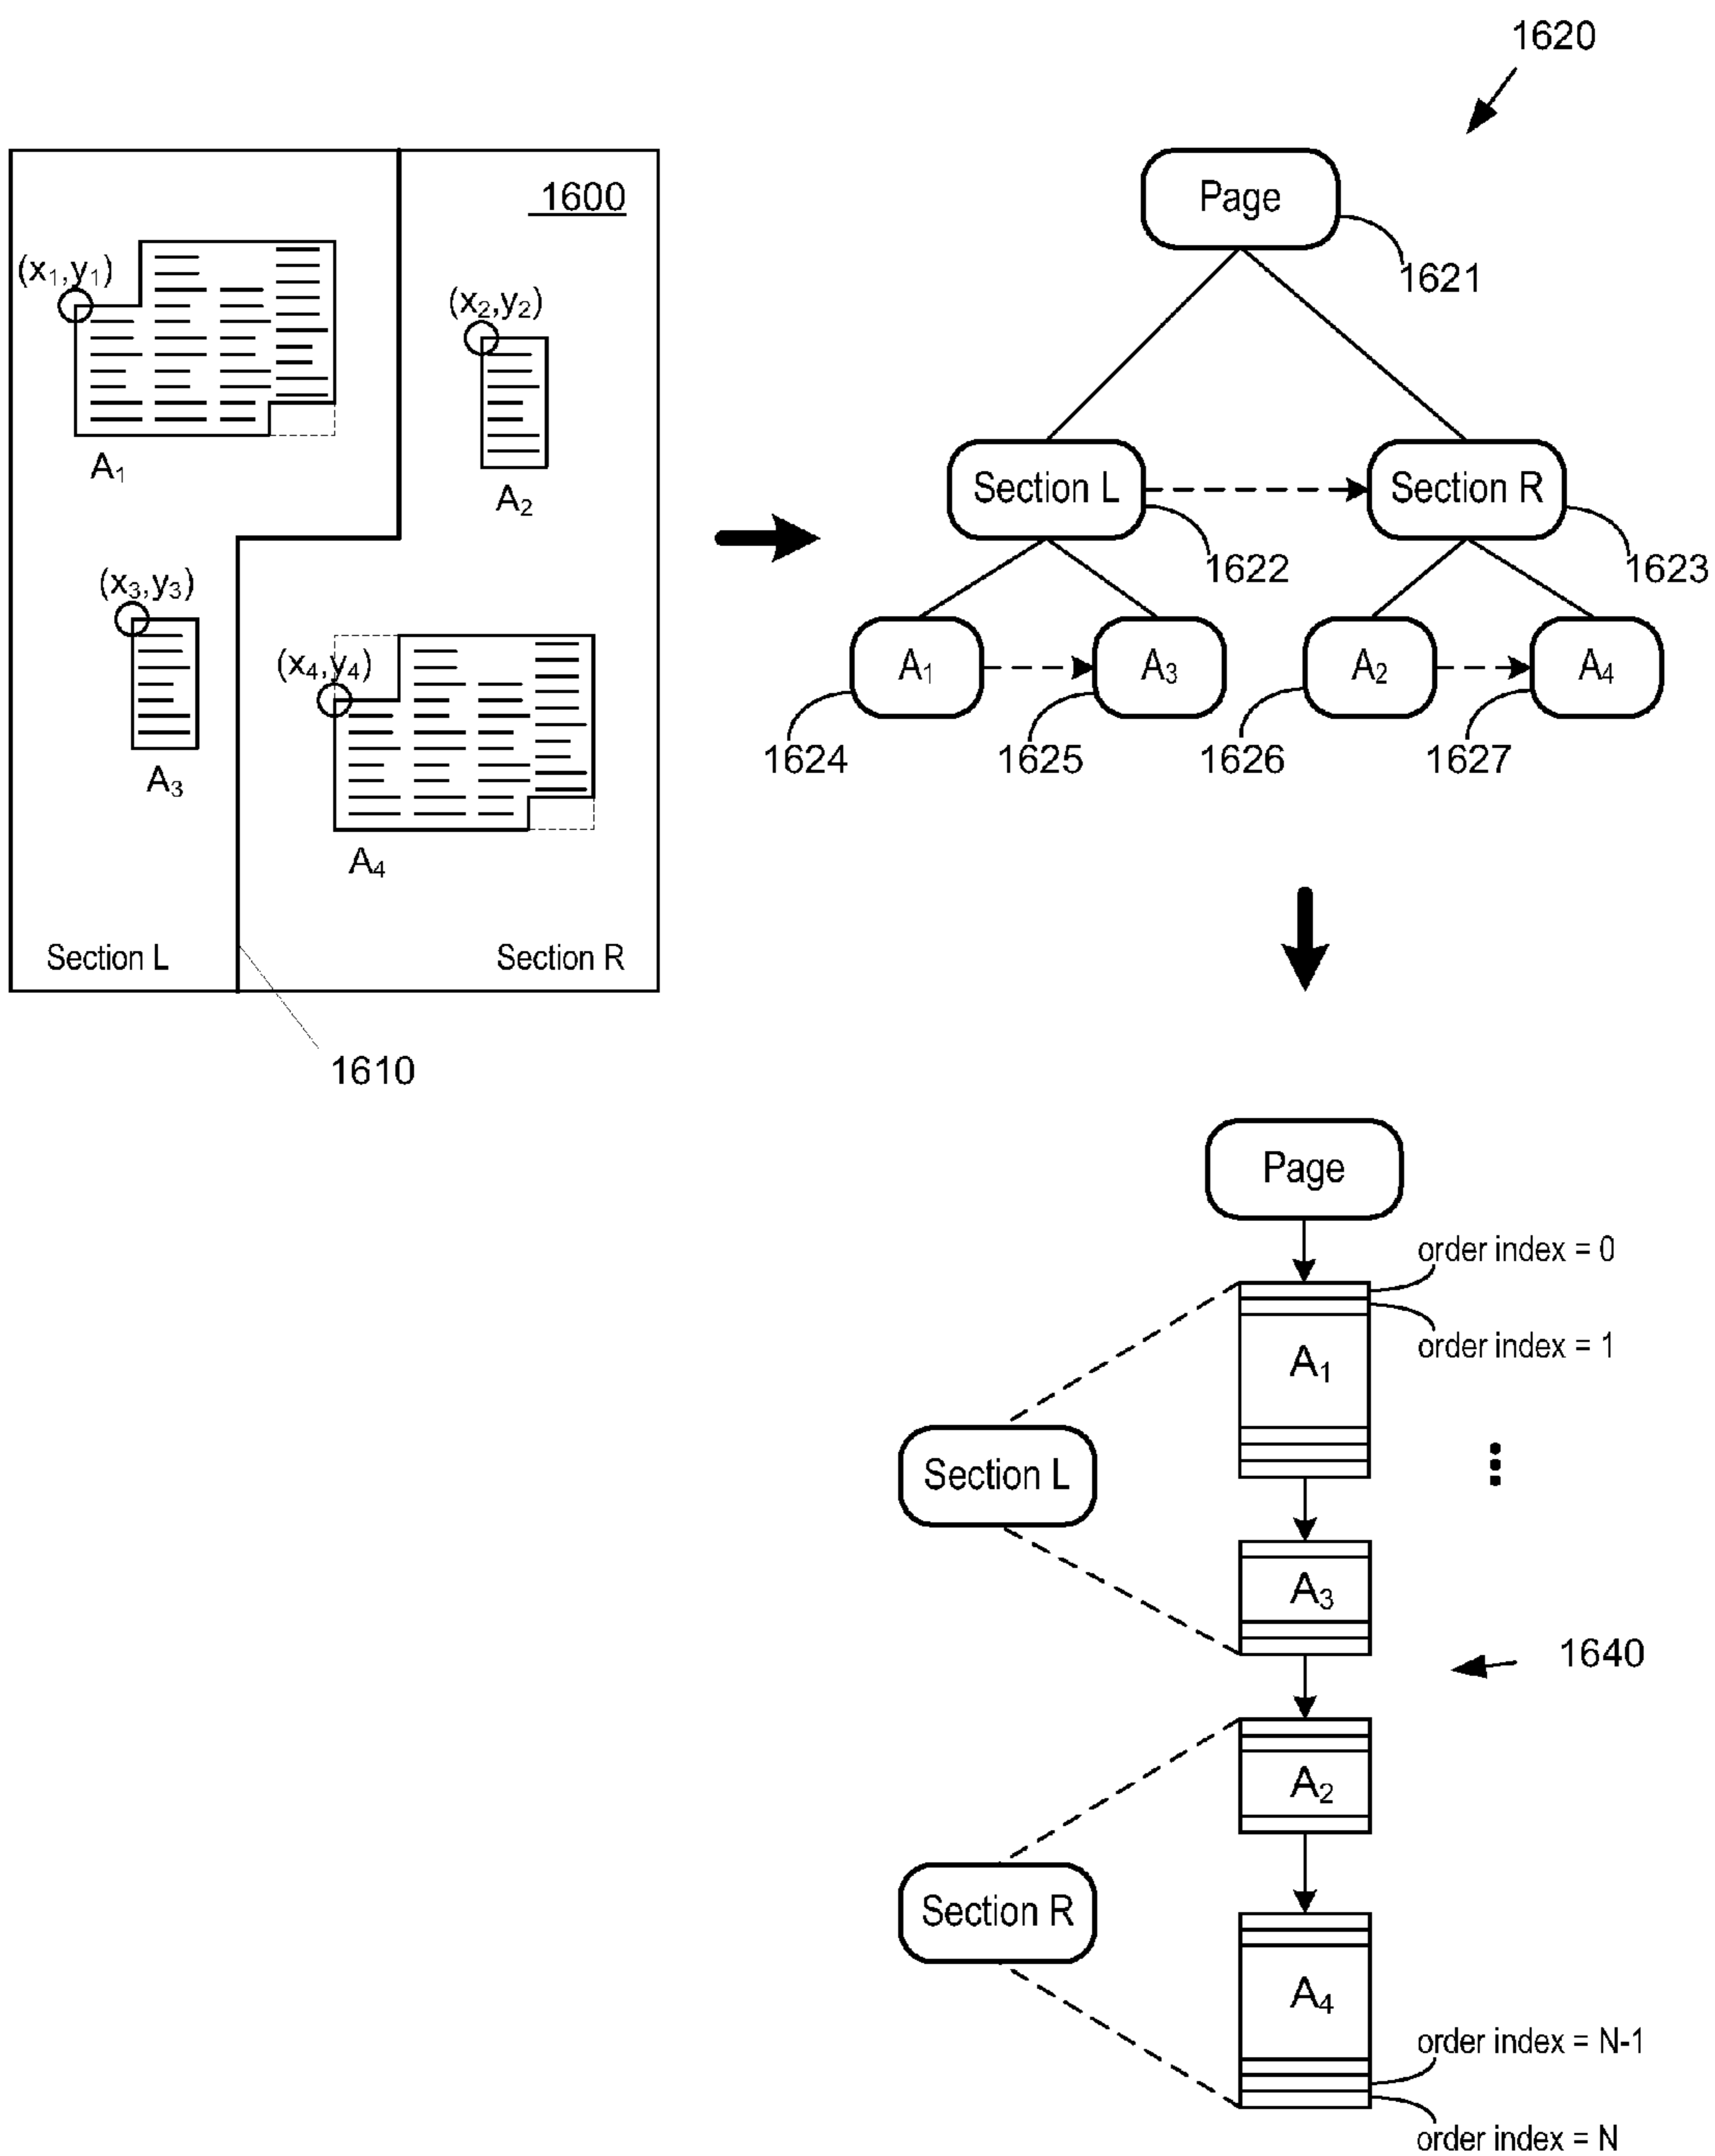 1620
1600
(x₁,y₁)
A₁
(x₂,y₂)
A₂
(x₃,y₃)
A₃
(x₄,y₄)
A₄
Section L
Section R
1610
Page
1621
Section L
Section R
1622
1623
A₁
A₃
A₂
A₄
1624
1625
1626
1627
Page
order index = 0
order index = 1
A₁
Section L
A₃
1640
A₂
Section R
A₄
order index = N-1
order index = N